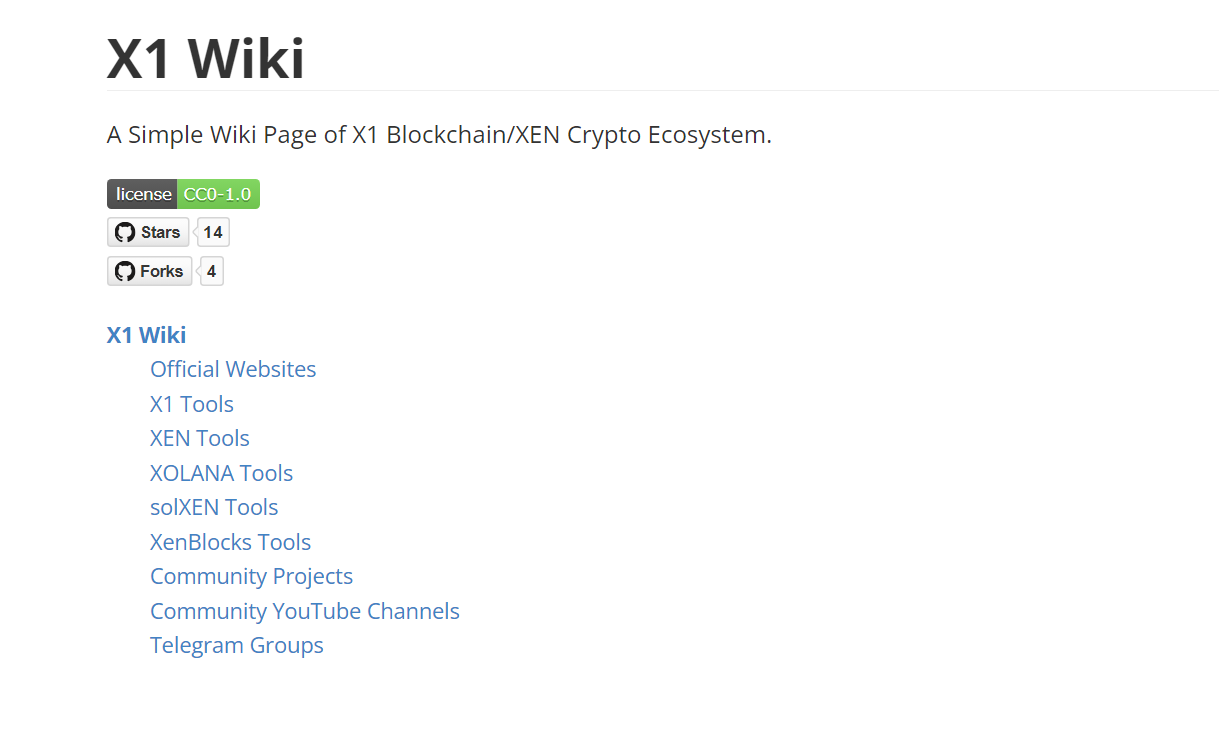 X1 Wiki
A Simple Wiki Page of X1 Blockchain/XEN Crypto Ecosystem.
license CC0-1.0
Stars 14
Forks 4
X1 Wiki
Official Websites
X1 Tools
XEN Tools
XOLANA Tools
solXEN Tools
XenBlocks Tools
Community Projects
Community YouTube Channels
Telegram Groups